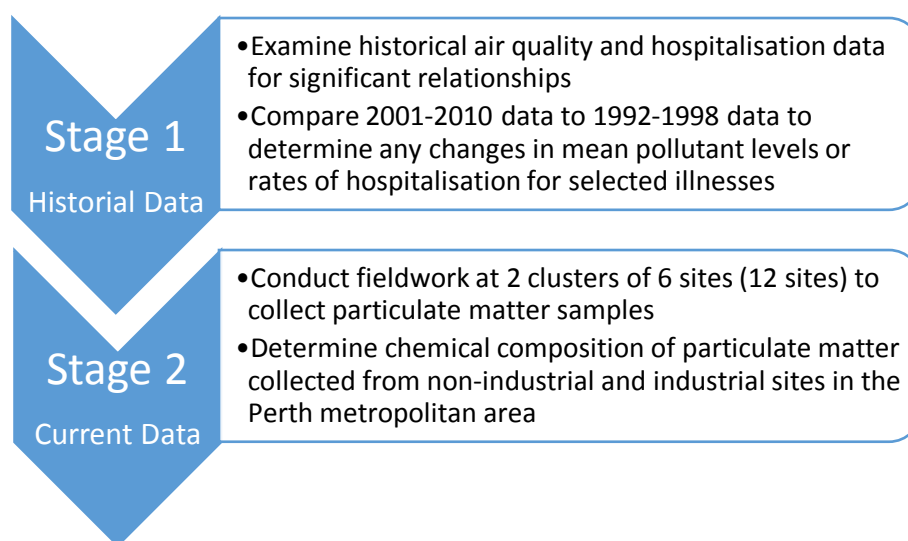 Stage 1
Historial Data
•Examine historical air quality and hospitalisation data
for significant relationships
•Compare 2001-2010 data to 1992-1998 data to
determine any changes in mean pollutant levels or
rates of hospitalisation for selected illnesses
Stage 2
Current Data
•Conduct fieldwork at 2 clusters of 6 sites (12 sites) to
collect particulate matter samples
•Determine chemical composition of particulate matter
collected from non-industrial and industrial sites in the
Perth metropolitan area